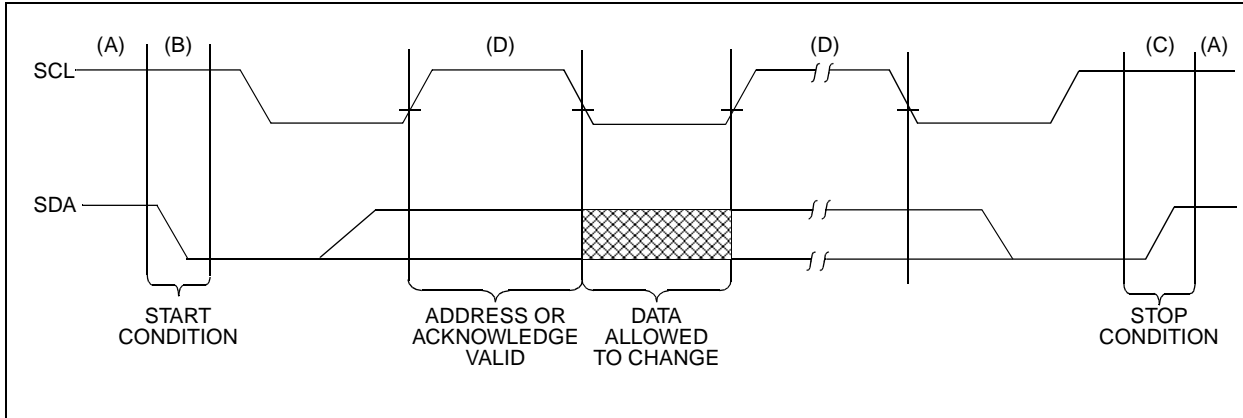 (A) (B) (D) (D) (C) (A)
SCL
SDA
START
CONDITION
ADDRESS OR
ACKNOWLEDGE
VALID
DATA
ALLOWED
TO CHANGE
STOP
CONDITION